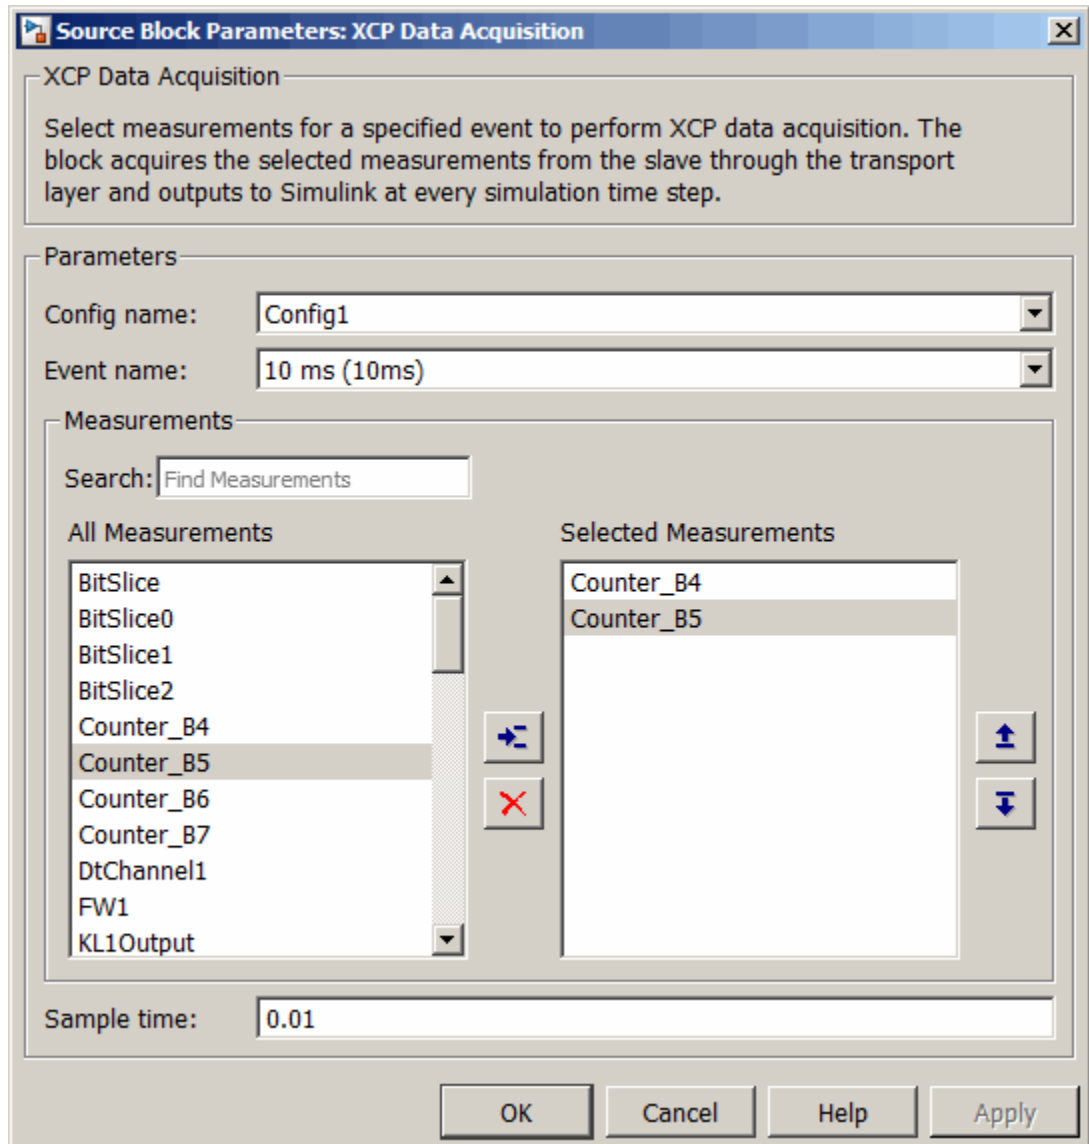 Source Block Parameters: XCP Data Acquisition
XCP Data Acquisition
Select measurements for a specified event to perform XCP data acquisition. The
block acquires the selected measurements from the slave through the transport
layer and outputs to Simulink at every simulation time step.
Parameters
Config name: Config1
Event name: 10 ms (10ms)
Measurements
Search: Find Measurements
All Measurements
BitSlice
BitSlice0
BitSlice1
BitSlice2
Counter_B4
Counter_B5
Counter_B6
Counter_B7
DtChannel1
FW1
KL1Output
Selected Measurements
Counter_B4
Counter_B5
Sample time: 0.01
OK Cancel Help Apply